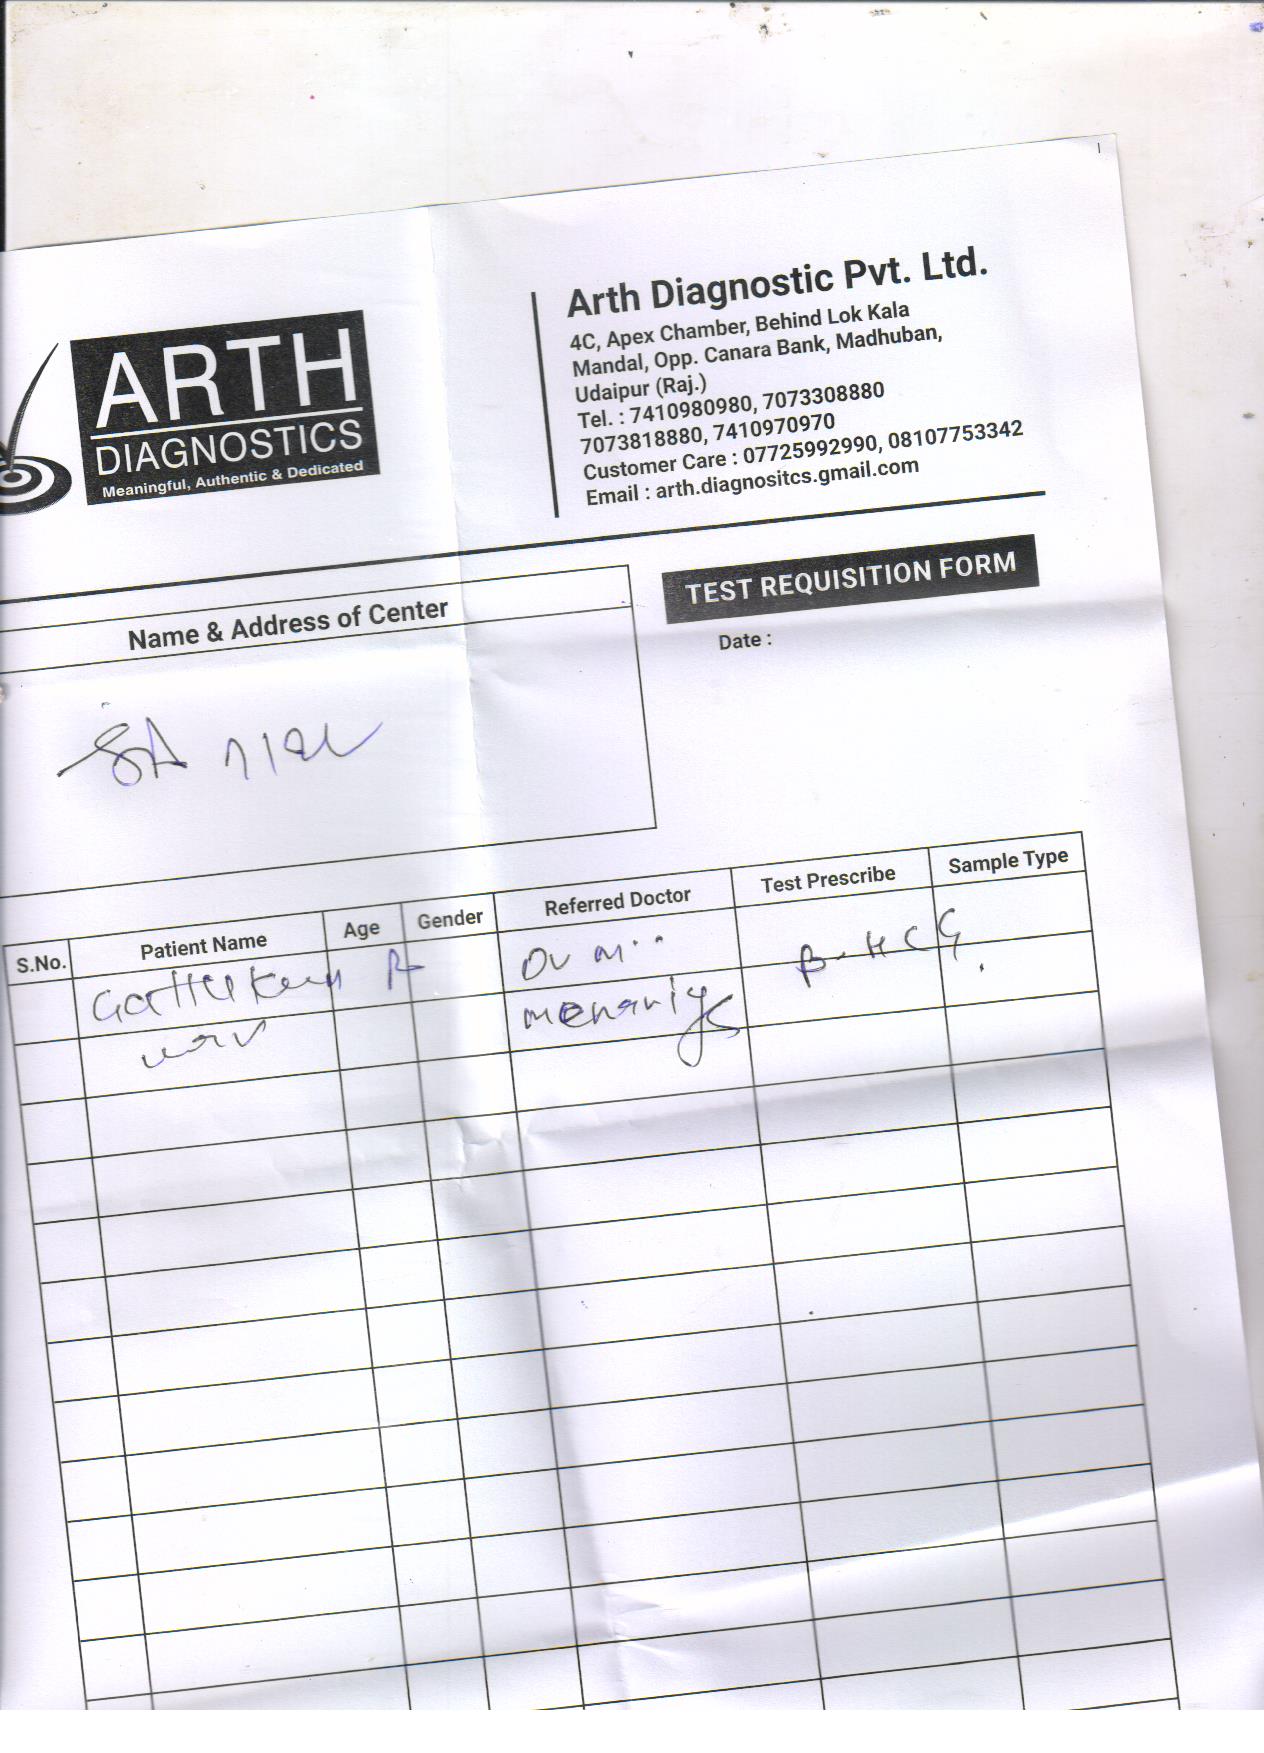 Arth Diagnostic Pvt. Ltd.
4C, Apex Chamber, Behind Lok Kala
Mandal, Opp. Canara Bank, Madhuban,
Udaipur (Raj.)
Tel. : 7410980980, 7073308880
7073818880, 7410970970
Customer Care : 07725992990, 08107753342
Email : arth.diagnositcs.gmail.com
ARTH
DIAGNOSTICS
Meaningful, Authentic & Dedicated
TEST REQUISITION FORM
Date :
Name & Address of Center
S.No. Patient Name Age Gender Referred Doctor Test Prescribe Sample Type
β-HCG
menariya